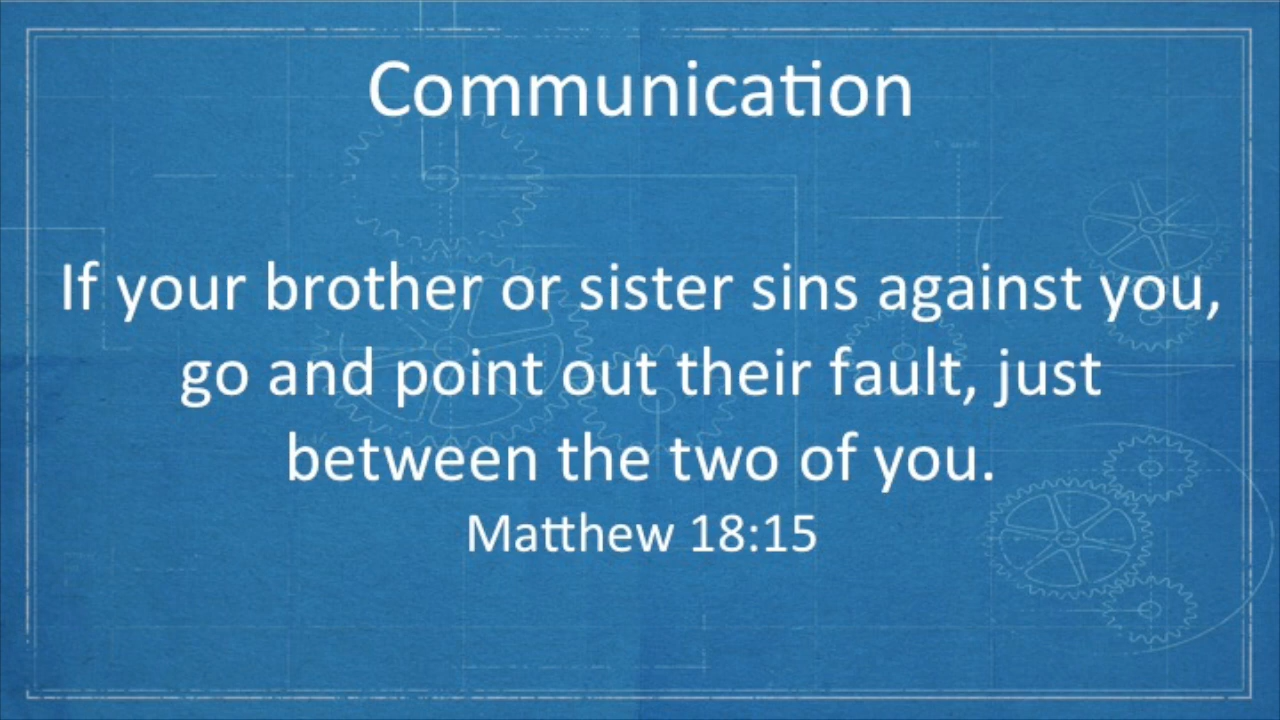 Communication
If your brother or sister sins against you,
go and point out their fault, just
between the two of you.
Matthew 18:15